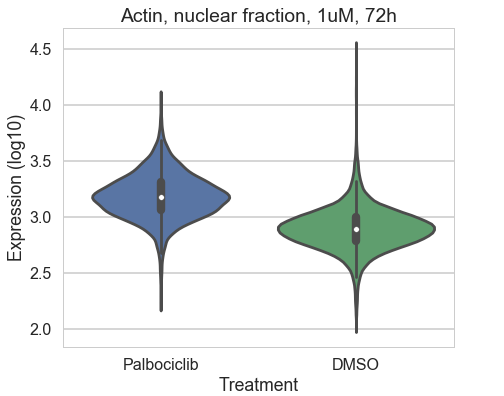 Actin, nuclear fraction, 1uM, 72h
4.5
4.0
3.5
3.0
2.5
2.0
Expression (log10)
Palbociclib DMSO
Treatment